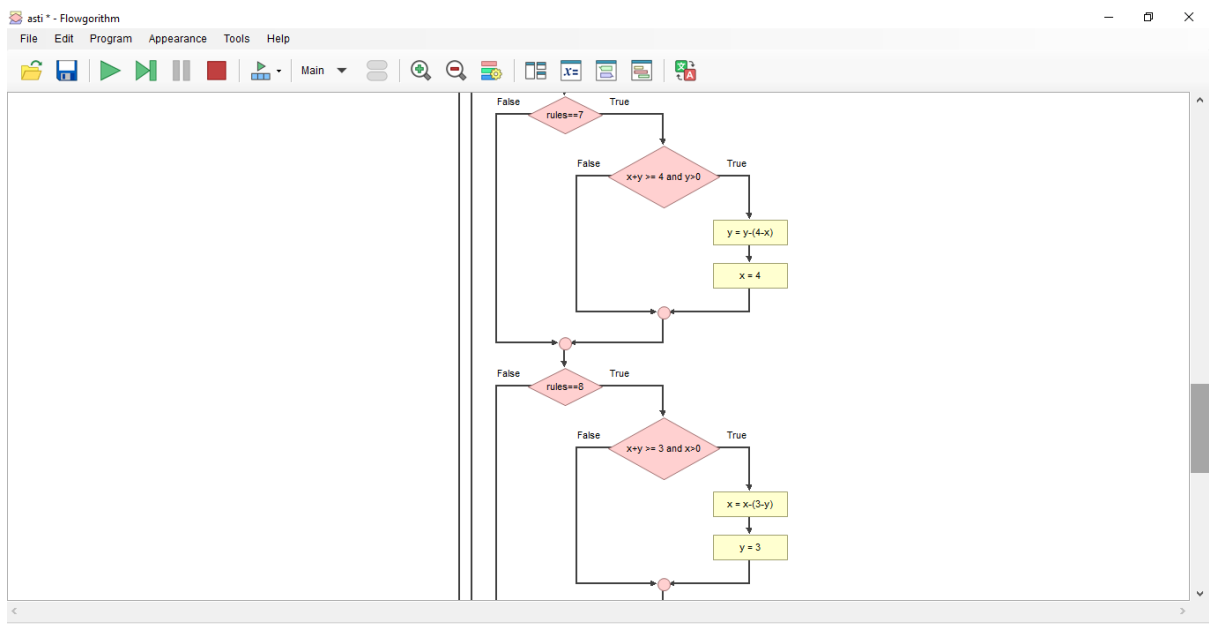 asti * - Flowgorithm
File Edit Program Appearance Tools Help
Main
x=
False True
rules==7
False True
x+y >= 4 and y>0
y = y-(4-x)
x = 4
False True
rules==8
False True
x+y >= 3 and x>0
x = x-(3-y)
y = 3